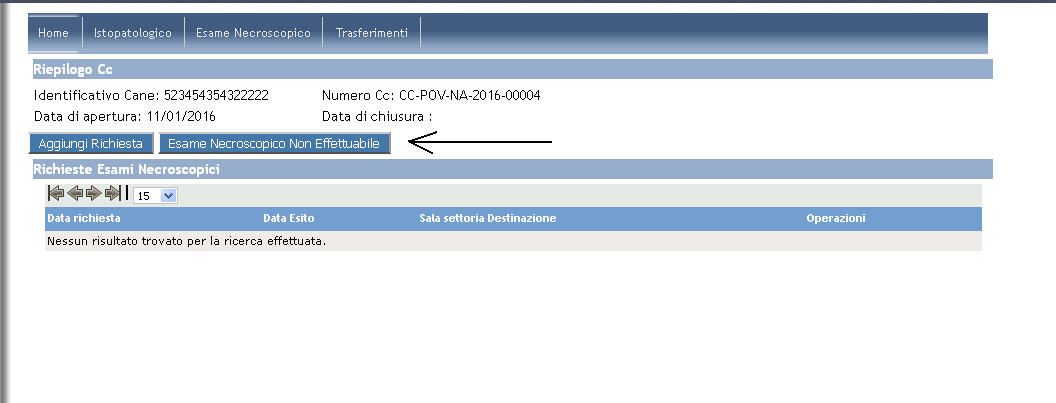 Home Istopatologico Esame Necroscopico Trasferimenti
Riepilogo Cc
Identificativo Cane: 523454354322222 Numero Cc: CC-POV-NA-2016-00004
Data di apertura: 11/01/2016 Data di chiusura :
Aggiungi Richiesta Esame Necroscopico Non Effettuabile
Richieste Esami Necroscopici
15
Data richiesta Data Esito Sala settoria Destinazione Operazioni
Nessun risultato trovato per la ricerca effettuata.